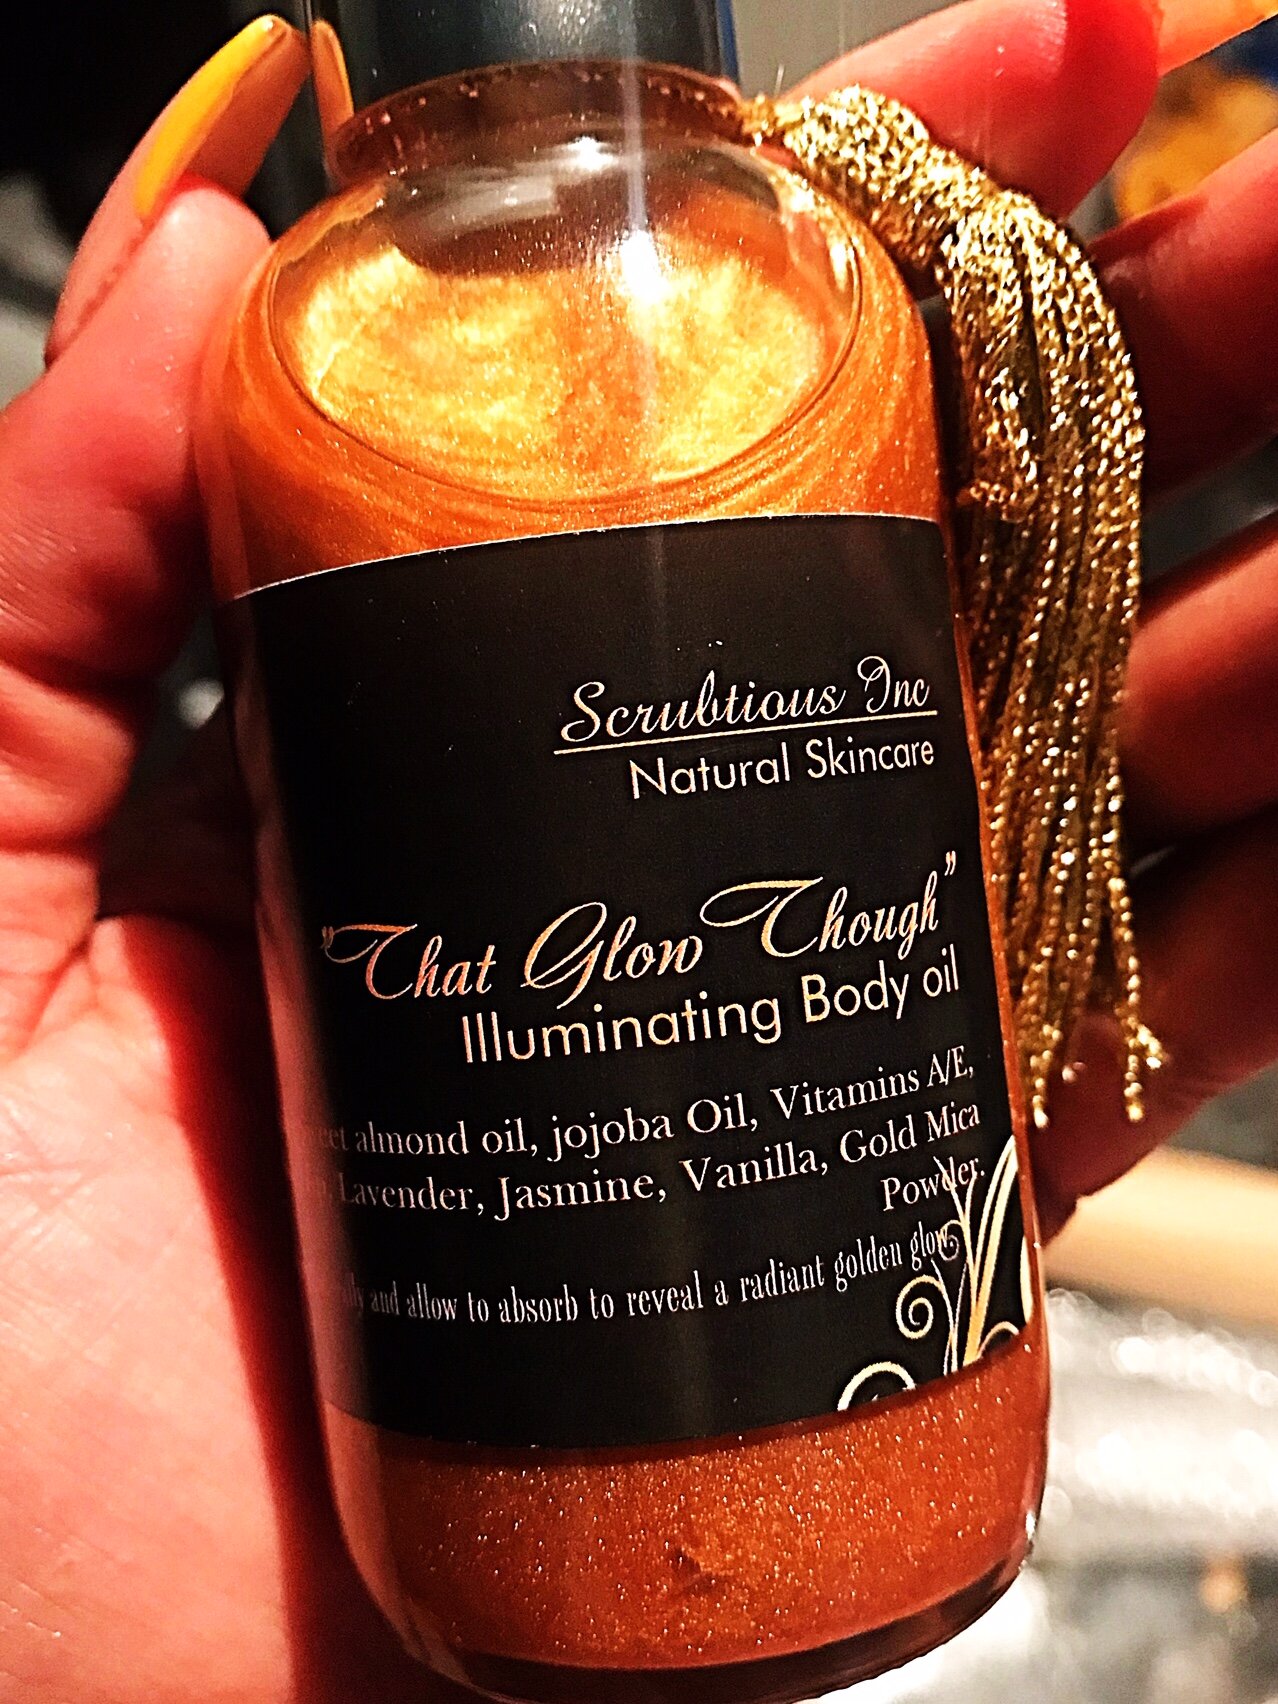 Scrubtious Inc
Natural Skincare
"That Glow Though"
Illuminating Body oil
almond oil, jojoba Oil, Vitamins A/E,
Lavender, Jasmine, Vanilla, Gold Mica
Powder.
and allow to absorb to reveal a radiant golden glow